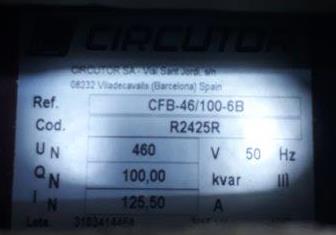 CIRCUTOR
CIRCUTOR SA - Vial Sant Jordi, s/n
08232 Viladecavalls (Barcelona) Spain
Ref. CFB-46/100-6B
Cod. R2425R
U N 460 V 50 Hz
Q N 100,00 kvar III
I N 125,50 A